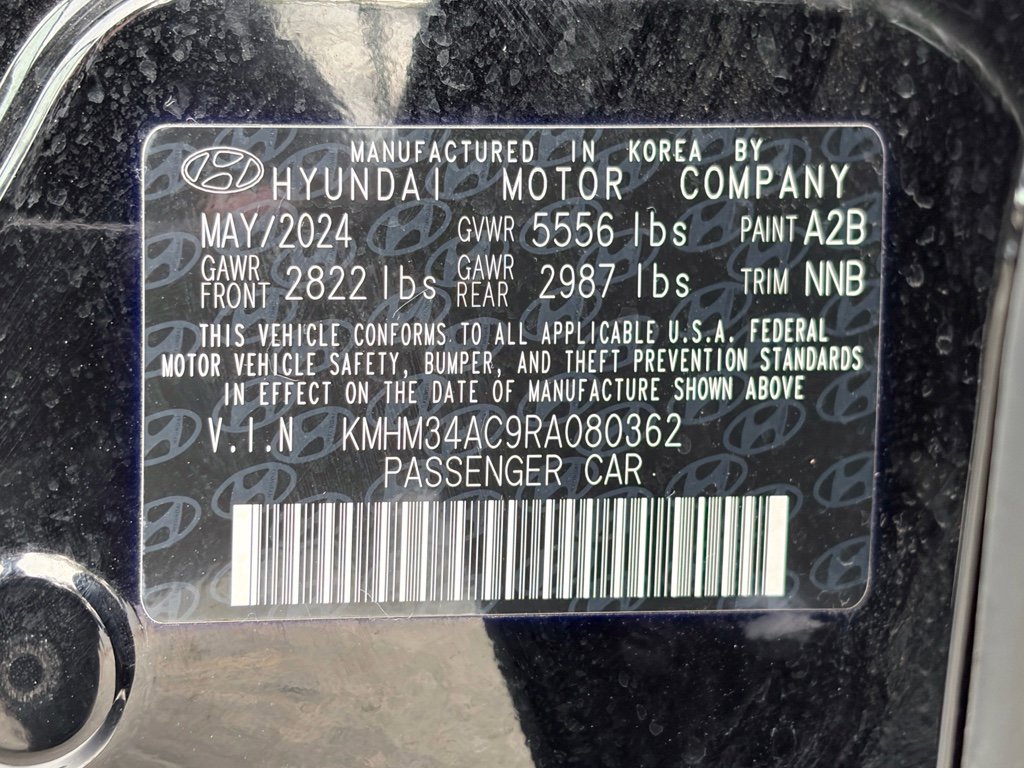 MANUFACTURED IN KOREA BY
HYUNDAI MOTOR COMPANY
MAY/2024 GVWR 5556 lbs PAINT A2B
GAWR FRONT 2822 lbs GAWR REAR 2987 lbs TRIM NNB
THIS VEHICLE CONFORMS TO ALL APPLICABLE U.S.A. FEDERAL
MOTOR VEHICLE SAFETY, BUMPER, AND THEFT PREVENTION STANDARDS
IN EFFECT ON THE DATE OF MANUFACTURE SHOWN ABOVE
V.I.N KMHM34AC9RA080362
PASSENGER CAR